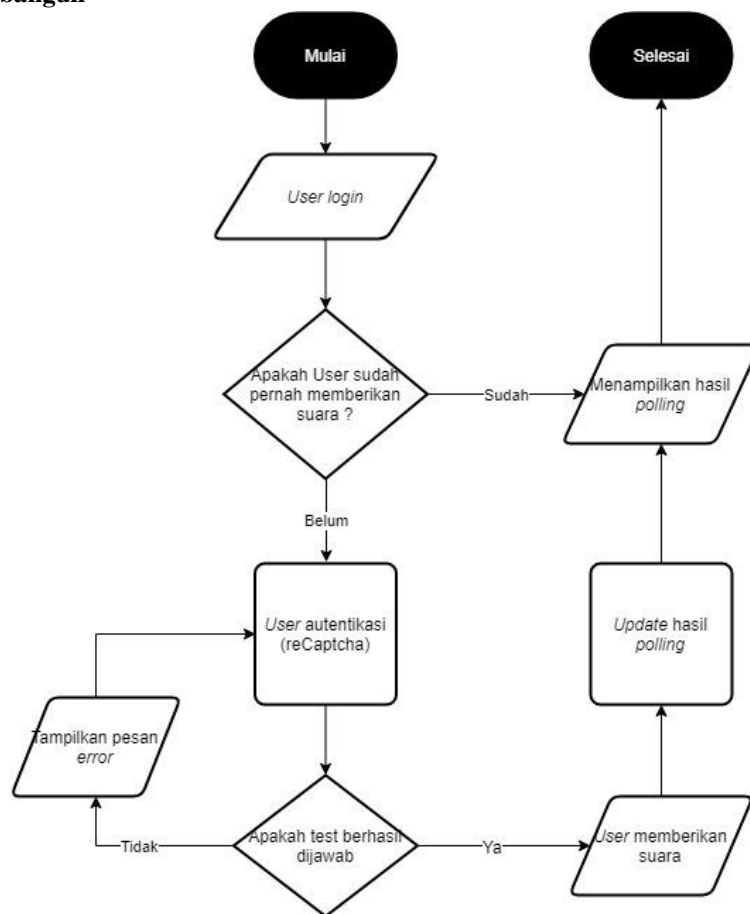 bangun
Mulai
Selesai
User login
Apakah User sudah
pernah memberikan
suara ?
Sudah
Menampilkan hasil
polling
Belum
User autentikasi
(reCaptcha)
Update hasil
polling
Tampilkan pesan
error
Apakah test berhasil
dijawab
Tidak
Ya
User memberikan
suara